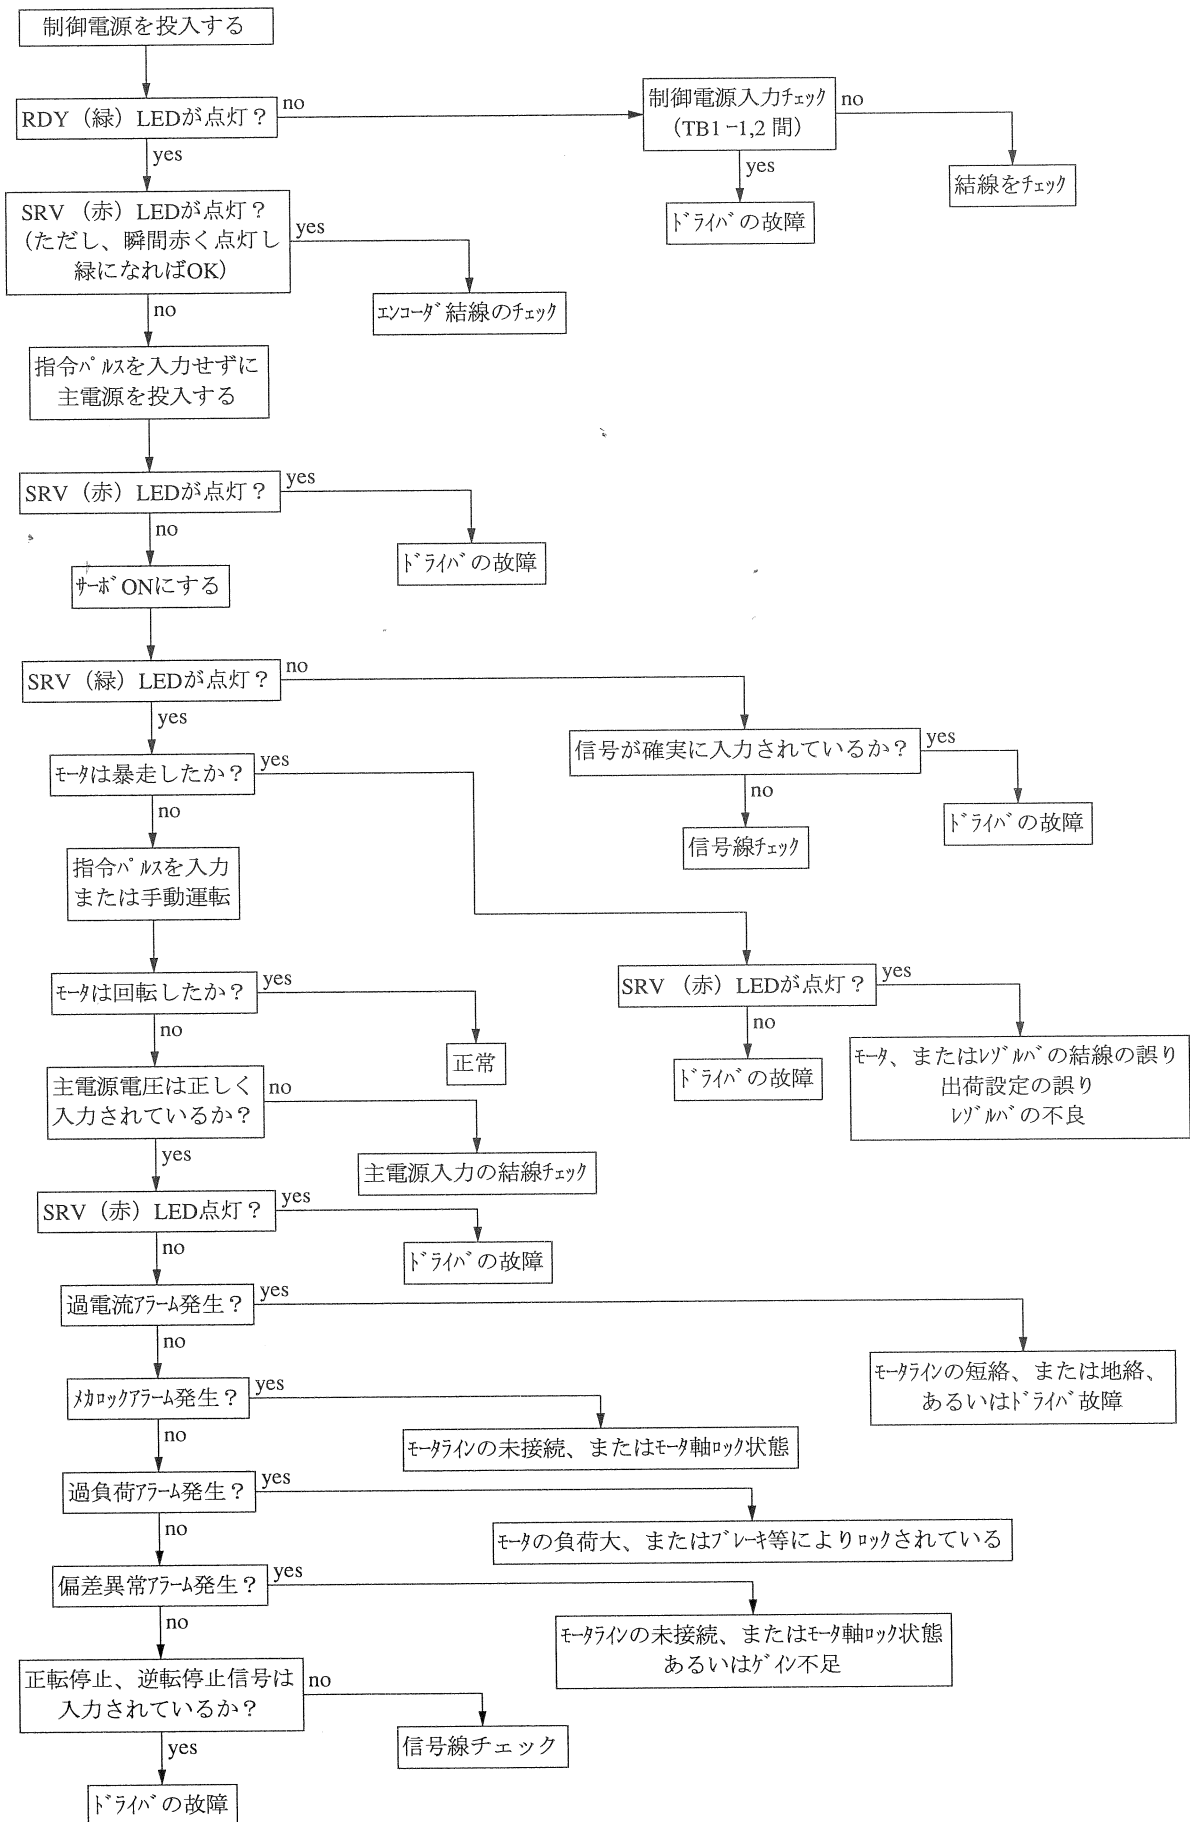 制御電源を投入する
RDY（緑）LEDが点灯？
no
制御電源入力ﾁｪｯｸ
（TB1−1,2 間）
no
yes
yes
結線をﾁｪｯｸ
SRV （赤）LEDが点灯？
（ただし、瞬間赤く点灯し
緑になればOK）
yes
ﾄﾞﾗｲﾊﾞの故障
no
ｴﾝｺｰﾀﾞ結線のﾁｪｯｸ
指令ﾊﾟﾙｽを入力せずに
主電源を投入する
SRV（赤）LEDが点灯？
yes
no
ﾄﾞﾗｲﾊﾞの故障
ｻｰﾎﾞONにする
SRV（緑）LEDが点灯？
no
yes
信号が確実に入力されているか？
yes
ﾓｰﾀは暴走したか？
yes
no
no
ﾄﾞﾗｲﾊﾞの故障
信号線ﾁｪｯｸ
指令ﾊﾟﾙｽを入力
または手動運転
ﾓｰﾀは回転したか？
yes
SRV （赤）LEDが点灯？
yes
no
no
正常
ﾄﾞﾗｲﾊﾞの故障
ﾓｰﾀ、またはﾚｿﾞﾙﾊﾞの結線の誤り
出荷設定の誤り
ﾚｿﾞﾙﾊﾞの不良
主電源電圧は正しく
入力されているか？
no
yes
主電源入力の結線ﾁｪｯｸ
SRV（赤）LED点灯？
yes
no
ﾄﾞﾗｲﾊﾞの故障
過電流ｱﾗｰﾑ発生？
yes
no
ﾓｰﾀﾗｲﾝの短絡、または地絡、
あるいはﾄﾞﾗｲﾊﾞ故障
ﾒｶﾛｯｸｱﾗｰﾑ発生？
yes
no
ﾓｰﾀﾗｲﾝの未接続、またはﾓｰﾀ軸ﾛｯｸ状態
過負荷ｱﾗｰﾑ発生？
yes
no
ﾓｰﾀの負荷大、またはﾌﾞﾚｰｷ等によりﾛｯｸされている
偏差異常ｱﾗｰﾑ発生？
yes
no
ﾓｰﾀﾗｲﾝの未接続、またはﾓｰﾀ軸ﾛｯｸ状態
あるいはｹﾞｲﾝ不足
正転停止、逆転停止信号は
入力されているか？
no
yes
信号線チェック
ﾄﾞﾗｲﾊﾞの故障